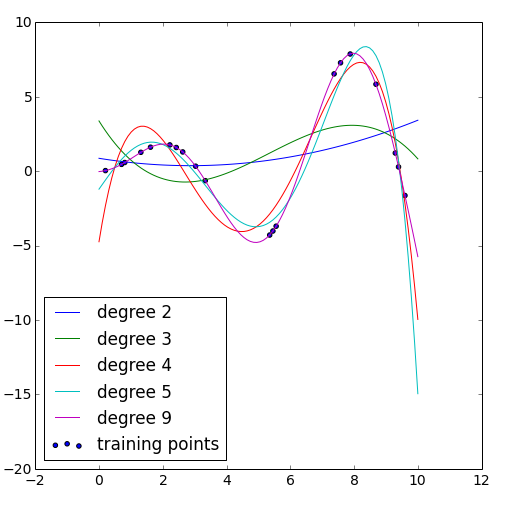 10
5
0
−5
−10
−15
−20
degree 2
degree 3
degree 4
degree 5
degree 9
training points
−2 0 2 4 6 8 10 12